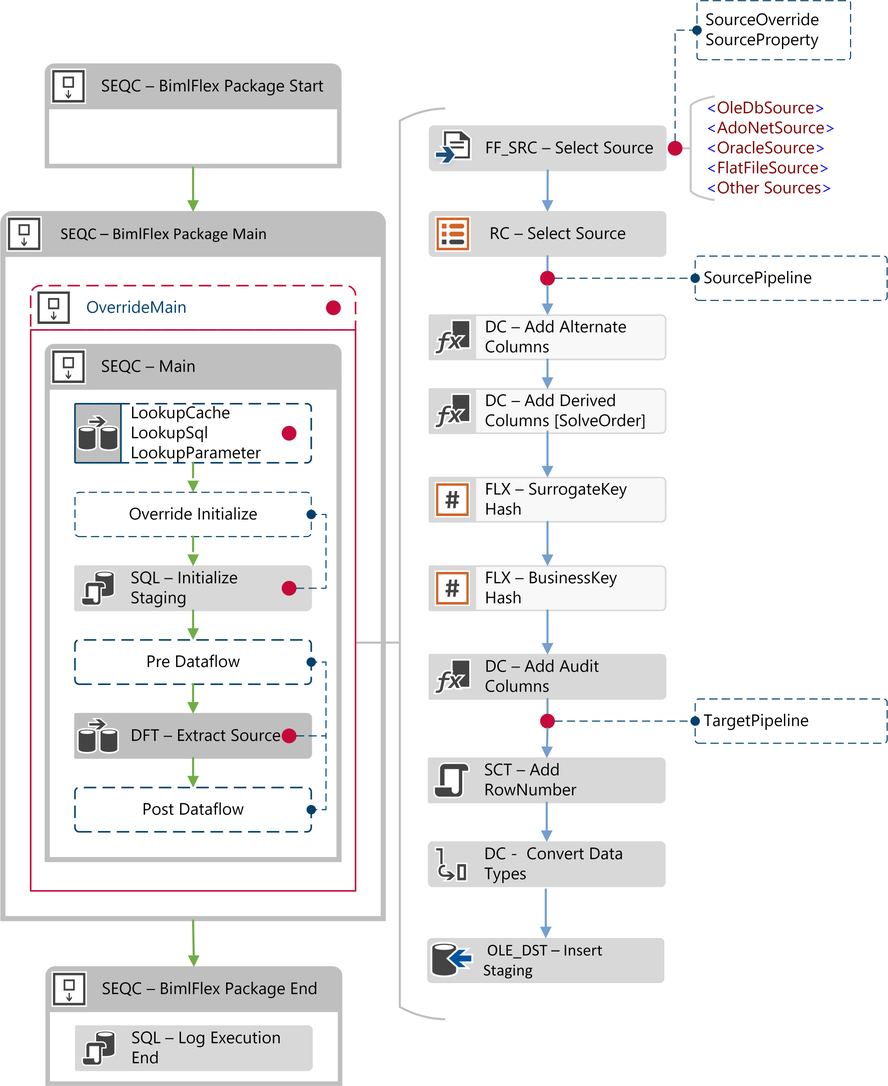 SEQC – BimlFlex Package Start
SEQC – BimlFlex Package Main
OverrideMain
SEQC – Main
LookupCache
LookupSql
LookupParameter
Override Initialize
SQL – Initialize
Staging
Pre Dataflow
DFT – Extract Source
Post Dataflow
SEQC – BimlFlex Package End
SQL – Log Execution
End
SourceOverride
SourceProperty
<OleDbSource>
<AdoNetSource>
<OracleSource>
<FlatFileSource>
<Other Sources>
FF_SRC – Select Source
RC – Select Source
SourcePipeline
fx
DC – Add Alternate
Columns
fx
DC – Add Derived
Columns [SolveOrder]
#
FLX – SurrogateKey
Hash
#
FLX – BusinessKey
Hash
fx
DC – Add Audit
Columns
TargetPipeline
SCT – Add
RowNumber
DC -  Convert Data
Types
OLE_DST – Insert
Staging